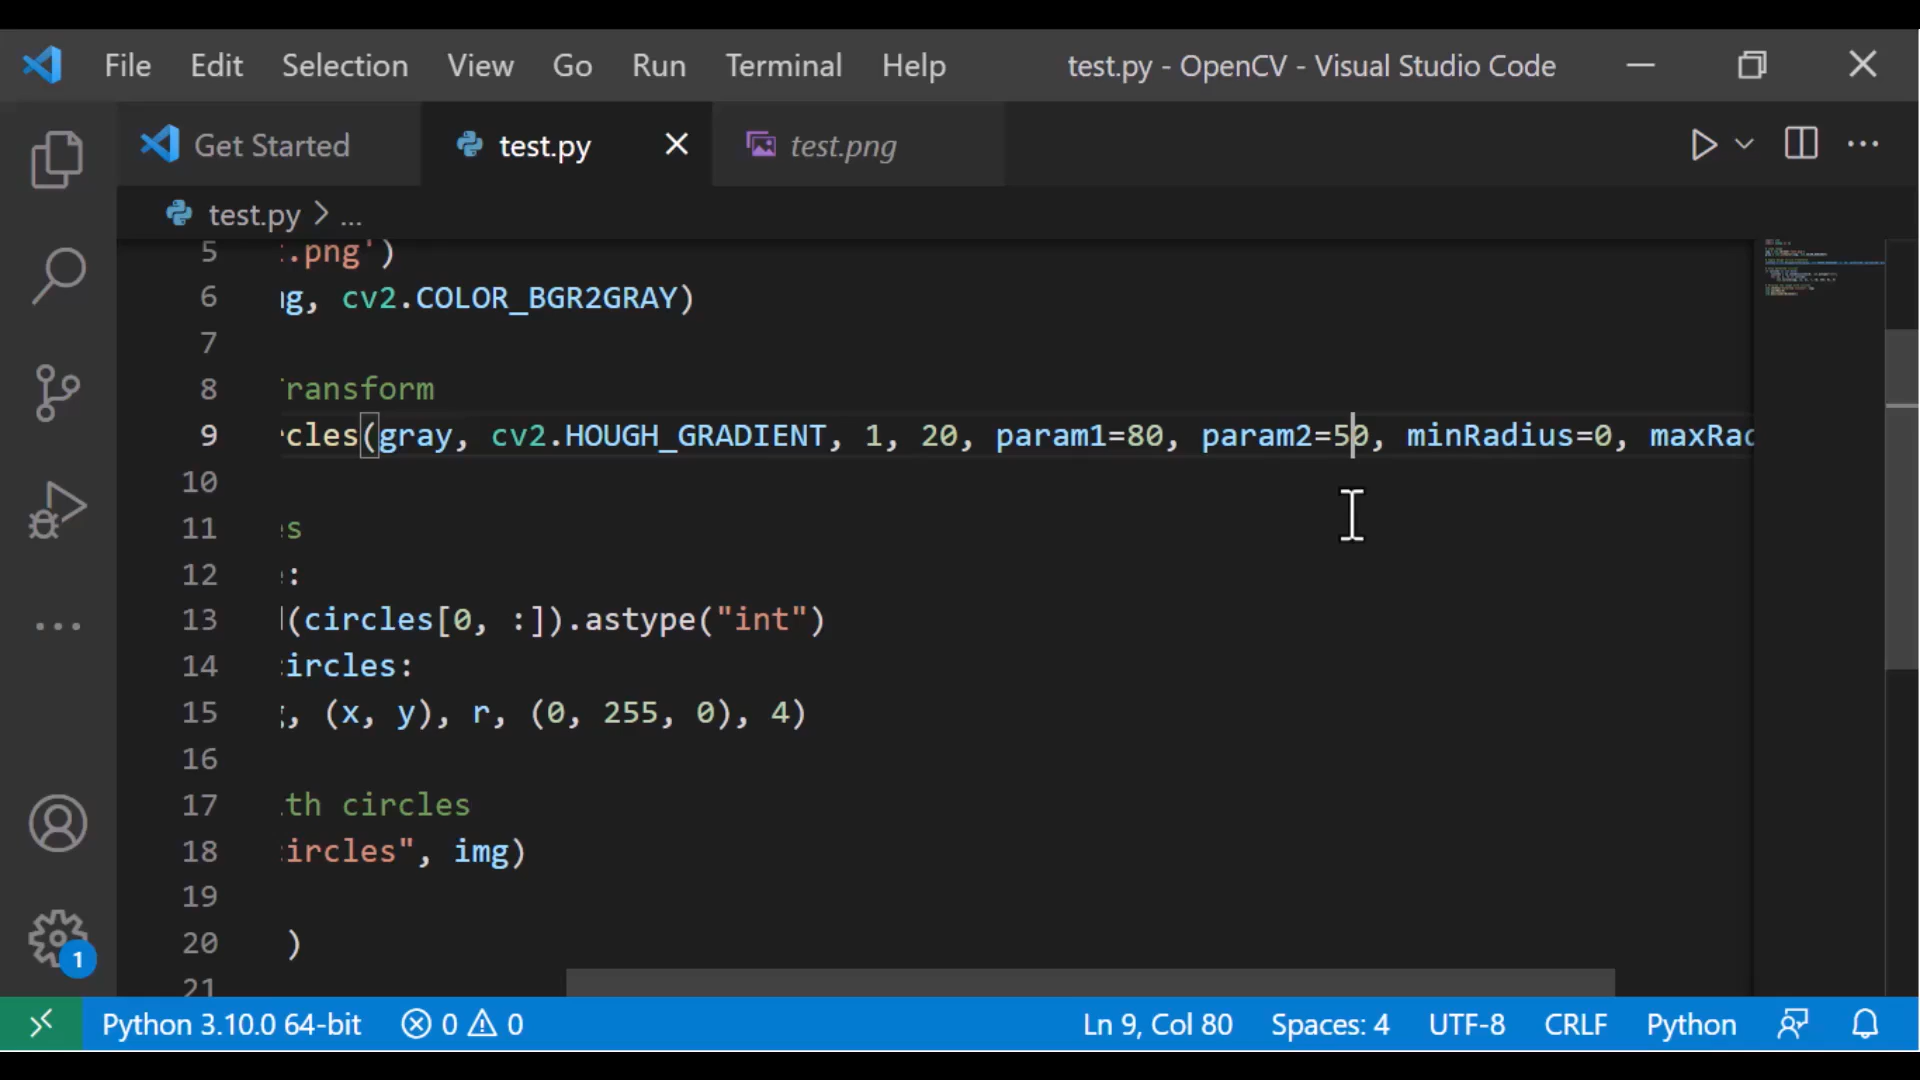 File Edit Selection View Go Run Terminal Help test.py - OpenCV - Visual Studio Code
Get Started test.py test.png
test.py > ...
5 .png')
6 g, cv2.COLOR_BGR2GRAY)
7
8 ransform
9 cles(gray, cv2.HOUGH_GRADIENT, 1, 20, param1=80, param2=50, minRadius=0, maxRad
10
11 s
12 :
13 (circles[0, :]).astype("int")
14 ircles:
15 , (x, y), r, (0, 255, 0), 4)
16
17 th circles
18 ircles", img)
19
20 )
21
1
Python 3.10.0 64-bit 0 0 Ln 9, Col 80 Spaces: 4 UTF-8 CRLF Python